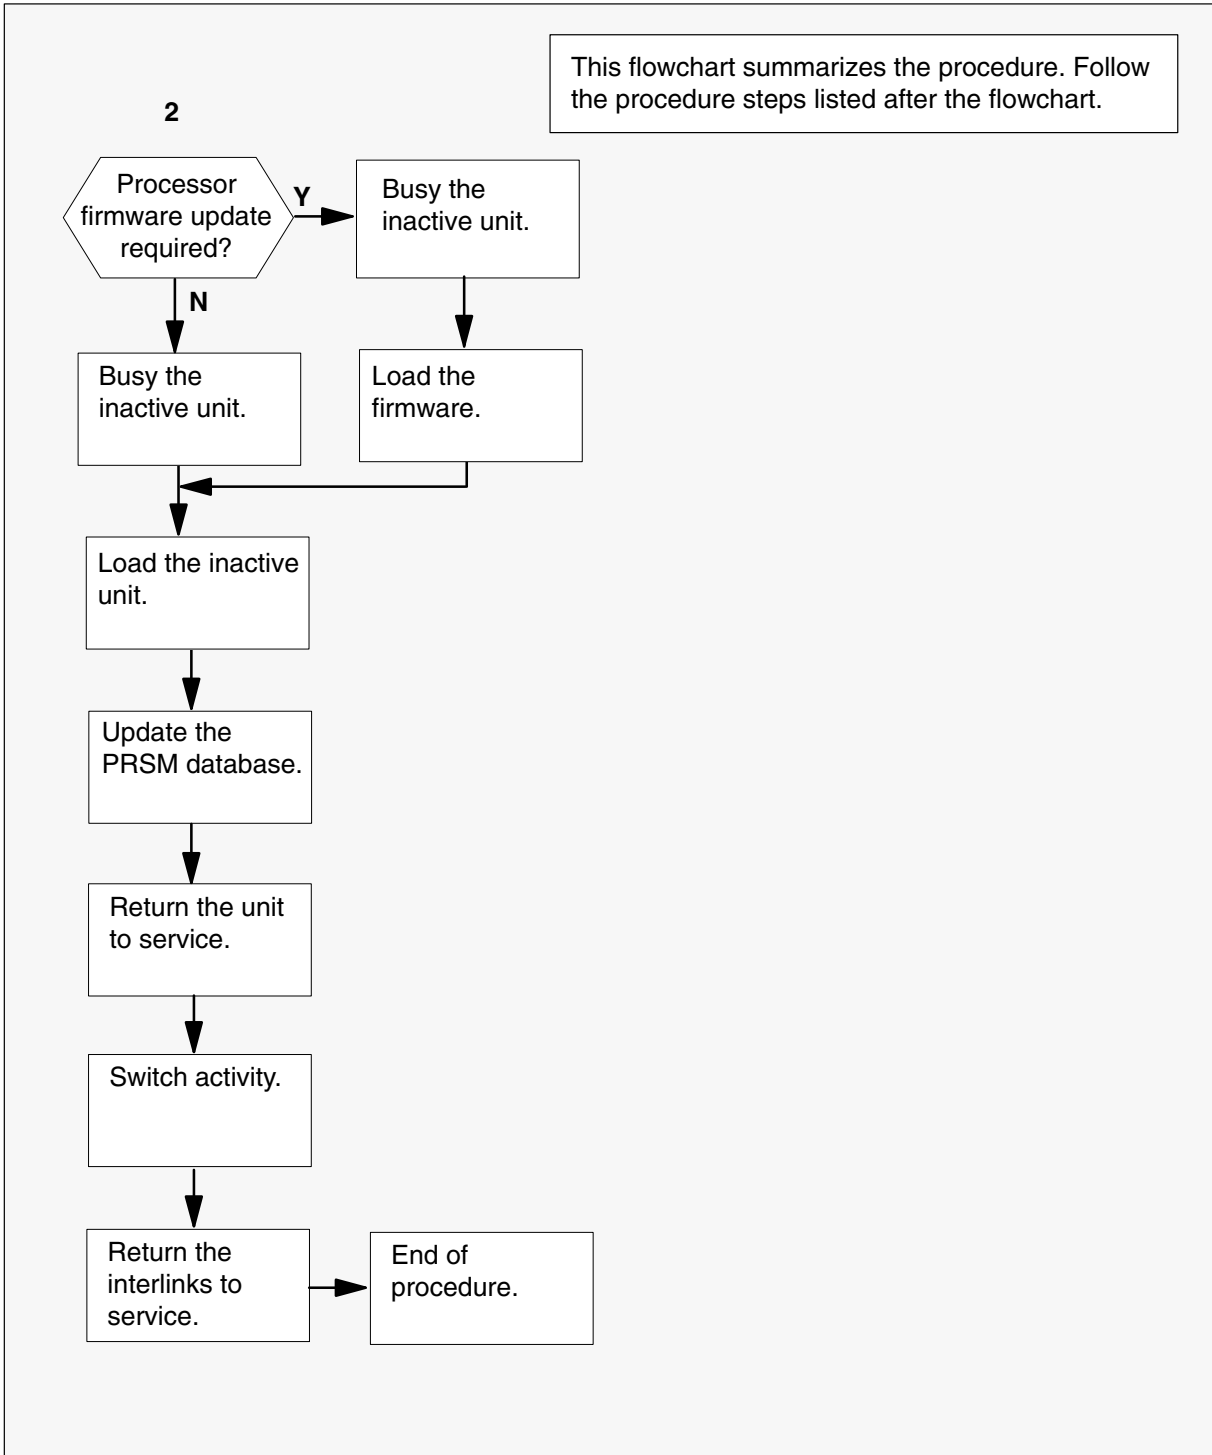 This flowchart summarizes the procedure. Follow
the procedure steps listed after the flowchart.
2
Processor
firmware update
required?
Y
Busy the
inactive unit.
N
Busy the
inactive unit.
Load the
firmware.
Load the inactive
unit.
Update the
PRSM database.
Return the unit
to service.
Switch activity.
Return the
interlinks to
service.
End of
procedure.